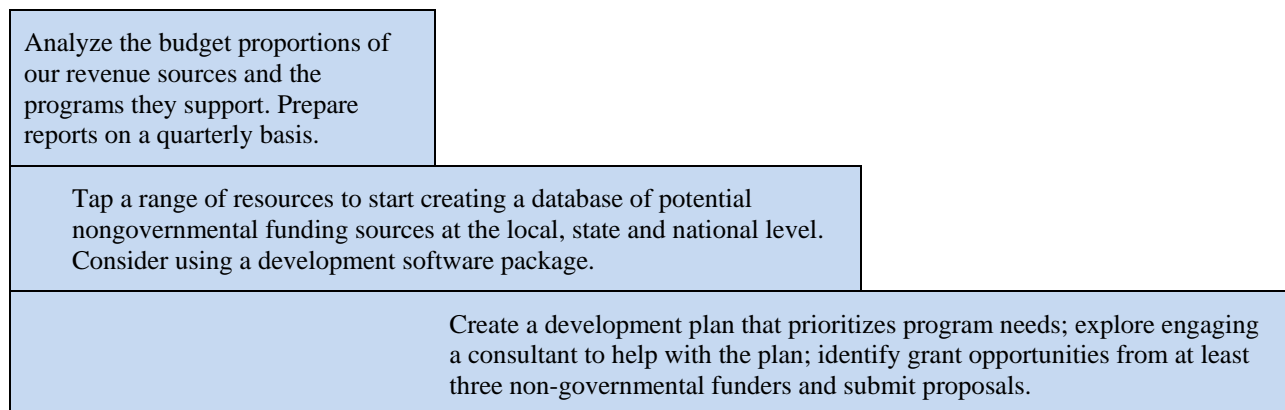 Analyze the budget proportions of
our revenue sources and the
programs they support. Prepare
reports on a quarterly basis.
Tap a range of resources to start creating a database of potential
nongovernmental funding sources at the local, state and national level.
Consider using a development software package.
Create a development plan that prioritizes program needs; explore engaging
a consultant to help with the plan; identify grant opportunities from at least
three non-governmental funders and submit proposals.